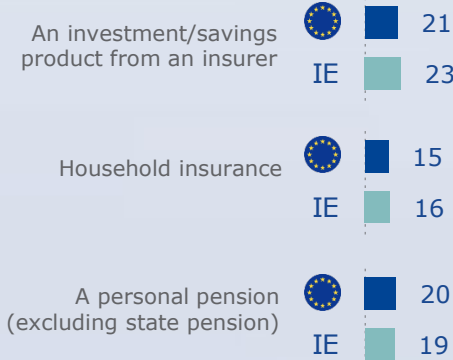 An investment/savings
product from an insurer
21
IE 23
Household insurance
15
IE 16
A personal pension
(excluding state pension)
20
IE 19